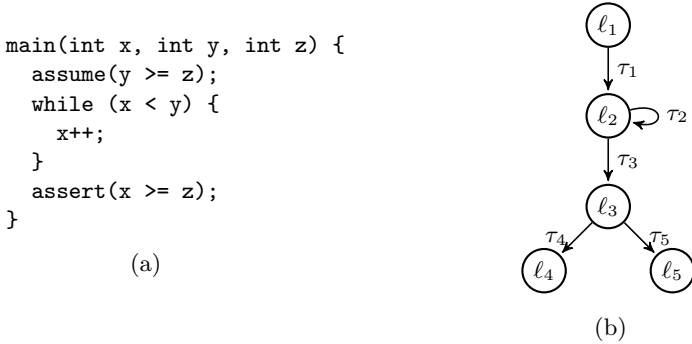 main(int x, int y, int z) {
  assume(y >= z);
  while (x < y) {
    x++;
  }
  assert(x >= z);
}
(a)
ℓ1
τ1
ℓ2
τ2
τ3
ℓ3
τ4
τ5
ℓ4
ℓ5
(b)